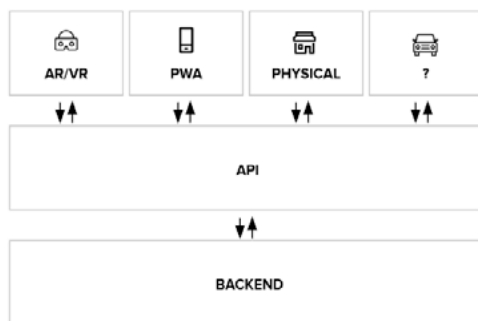 AR/VR
PWA
PHYSICAL
?
API
BACKEND